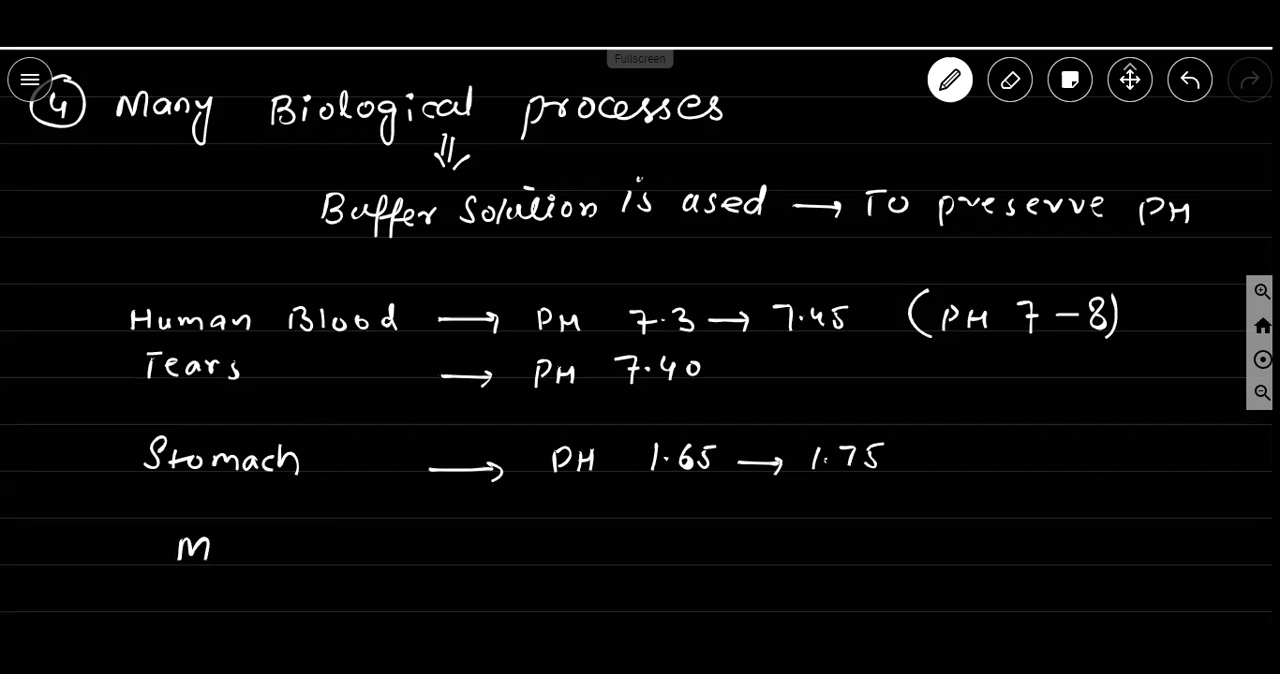 Fullscreen
4 Many Biological processes
⇓
Buffer Solution is ased → To preserve PH
Human Blood → PH 7.3 → 7.45 (PH 7 - 8)
Tears → PH 7.40
Stomach → PH 1.65 → 1.75
M